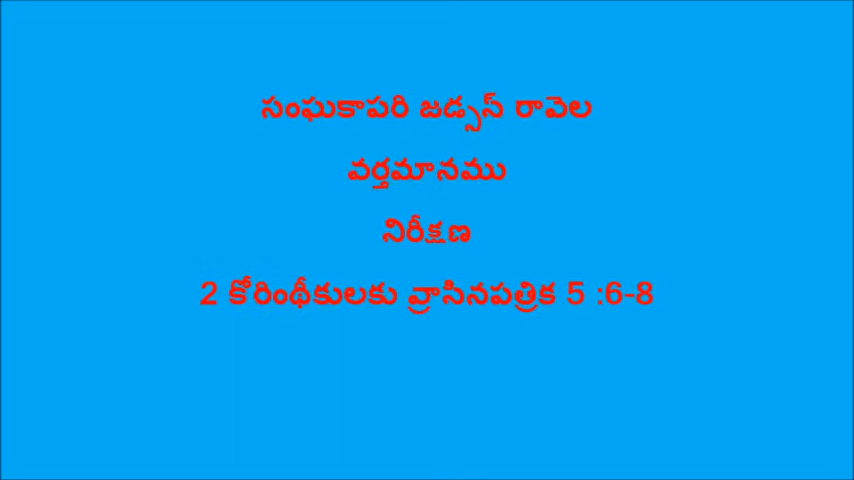 సంఘకాపరి జడ్సన్ రావెల
వర్తమానము
నిరీక్షణ
2 కోరింథీకులకు వ్రాసినపత్రిక 5 :6-8